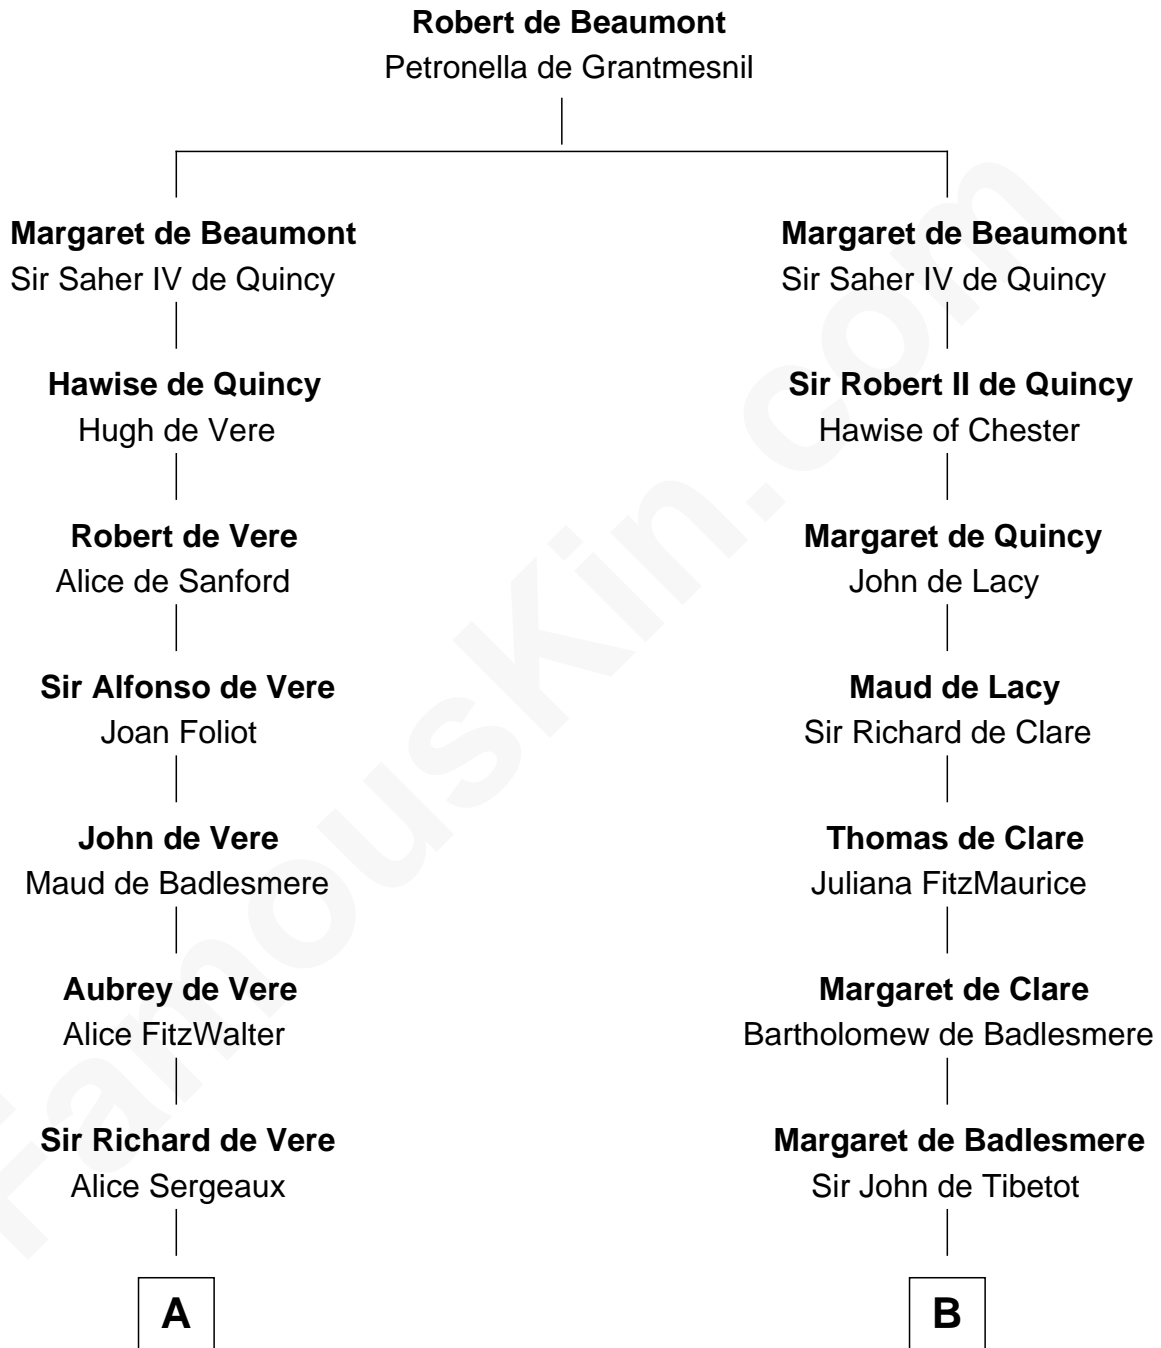 Robert de Beaumont
Petronella de Grantmesnil
Margaret de Beaumont
Sir Saher IV de Quincy
Hawise de Quincy
Hugh de Vere
Robert de Vere
Alice de Sanford
Sir Alfonso de Vere
Joan Foliot
John de Vere
Maud de Badlesmere
Aubrey de Vere
Alice FitzWalter
Sir Richard de Vere
Alice Sergeaux
A
Margaret de Beaumont
Sir Saher IV de Quincy
Sir Robert II de Quincy
Hawise of Chester
Margaret de Quincy
John de Lacy
Maud de Lacy
Sir Richard de Clare
Thomas de Clare
Juliana FitzMaurice
Margaret de Clare
Bartholomew de Badlesmere
Margaret de Badlesmere
Sir John de Tibetot
B
FamousKin.com